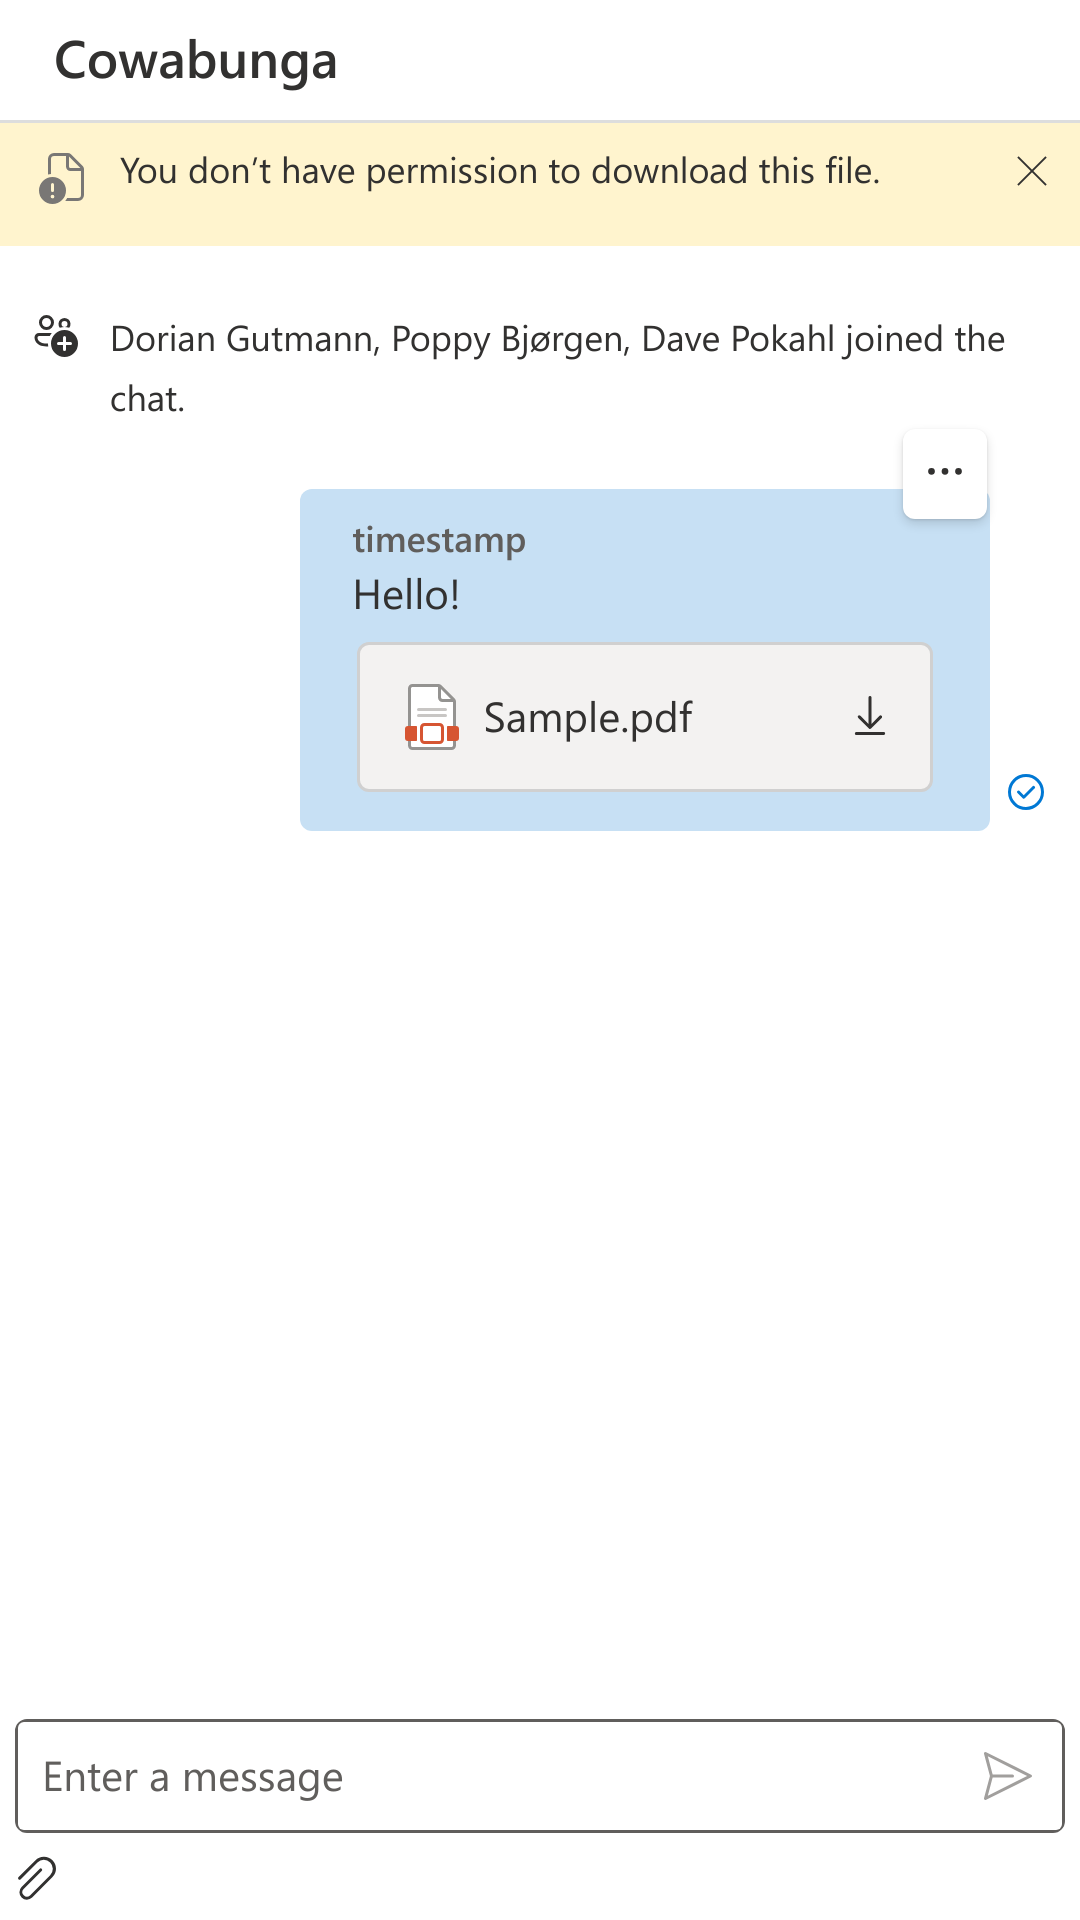 Cowabunga
You don’t have permission to download this file.
Dorian Gutmann, Poppy Bjørgen, Dave Pokahl joined the
chat.
timestamp
Hello!
Sample.pdf
Enter a message